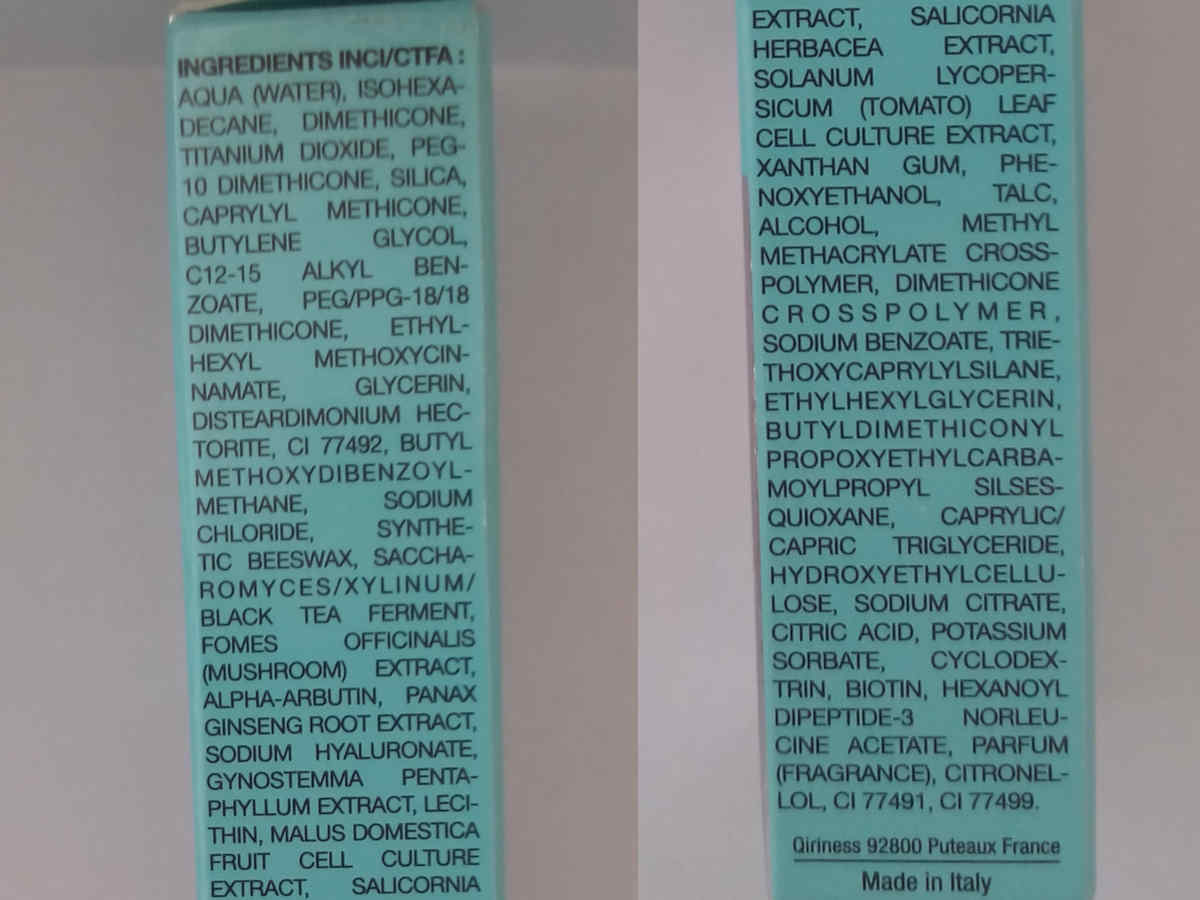 INGREDIENTS INCI/CTFA :
AQUA (WATER), ISOHEXA-
DECANE, DIMETHICONE,
TITANIUM DIOXIDE, PEG-
10 DIMETHICONE, SILICA,
CAPRYLYL METHICONE,
BUTYLENE GLYCOL,
C12-15 ALKYL BEN-
ZOATE, PEG/PPG-18/18
DIMETHICONE, ETHYL-
HEXYL METHOXYCIN-
NAMATE, GLYCERIN,
DISTEARDIMONIUM HEC-
TORITE, CI 77492, BUTYL
METHOXYDIBENZOYL-
METHANE, SODIUM
CHLORIDE, SYNTHE-
TIC BEESWAX, SACCHA-
ROMYCES/XYLINUM/
BLACK TEA FERMENT,
FOMES OFFICINALIS
(MUSHROOM) EXTRACT,
ALPHA-ARBUTIN, PANAX
GINSENG ROOT EXTRACT,
SODIUM HYALURONATE,
GYNOSTEMMA PENTA-
PHYLLUM EXTRACT, LECI-
THIN, MALUS DOMESTICA
FRUIT CELL CULTURE
EXTRACT, SALICORNIA
EXTRACT, SALICORNIA
HERBACEA EXTRACT,
SOLANUM LYCOPER-
SICUM (TOMATO) LEAF
CELL CULTURE EXTRACT,
XANTHAN GUM, PHE-
NOXYETHANOL, TALC,
ALCOHOL, METHYL
METHACRYLATE CROSS-
POLYMER, DIMETHICONE
CROSSPOLYMER,
SODIUM BENZOATE, TRIE-
THOXYCAPRYLYLSILANE,
ETHYLHEXYLGLYCERIN,
BUTYLDIMETHICONYL
PROPOXYETHYLCARBA-
MOYLPROPYL SILSES-
QUIOXANE, CAPRYLIC/
CAPRIC TRIGLYCERIDE,
HYDROXYETHYLCELLU-
LOSE, SODIUM CITRATE,
CITRIC ACID, POTASSIUM
SORBATE, CYCLODEX-
TRIN, BIOTIN, HEXANOYL
DIPEPTIDE-3 NORLEU-
CINE ACETATE, PARFUM
(FRAGRANCE), CITRONEL-
LOL, CI 77491, CI 77499.
Qiriness 92800 Puteaux France
Made in Italy